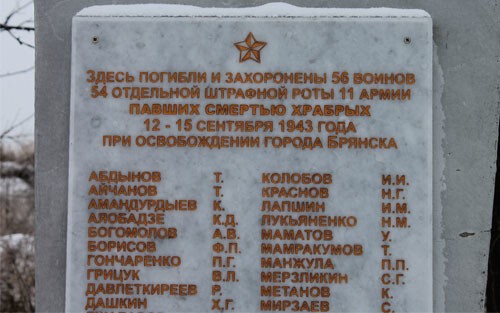 ЗДЕСЬ ПОГИБЛИ И ЗАХОРОНЕНЫ 56 ВОИНОВ
54 ОТДЕЛЬНОЙ ШТРАФНОЙ РОТЫ 11 АРМИИ
ПАВШИХ СМЕРТЬЮ ХРАБРЫХ
12 - 15 СЕНТЯБРЯ 1943 ГОДА
ПРИ ОСВОБОЖДЕНИИ ГОРОДА БРЯНСКА
АБДЫНОВ Т. КОЛОБОВ И.И.
АЙЧАНОВ Т. КРАСНОВ Н.Г.
АМАНДУРДЫЕВ К. ЛАПШИН И.М.
АЯОБАДЗЕ К.Д. ЛУКЬЯНЕНКО Н.М.
БОГОМОЛОВ А.В. МАМАТОВ У.
БОРИСОВ Ф.П. МАМРАКУМОВ Т.
ГОНЧАРЕНКО П.Г. МАНЖУЛА П.П.
ГРИЦУК В.Л. МЕРЗЛИКИН С.Г.
ДАВЛЕТКИРЕЕВ Р. МЕТАНОВ К.
ДАШКИН Х.Г. МИРЗАЕВ С.